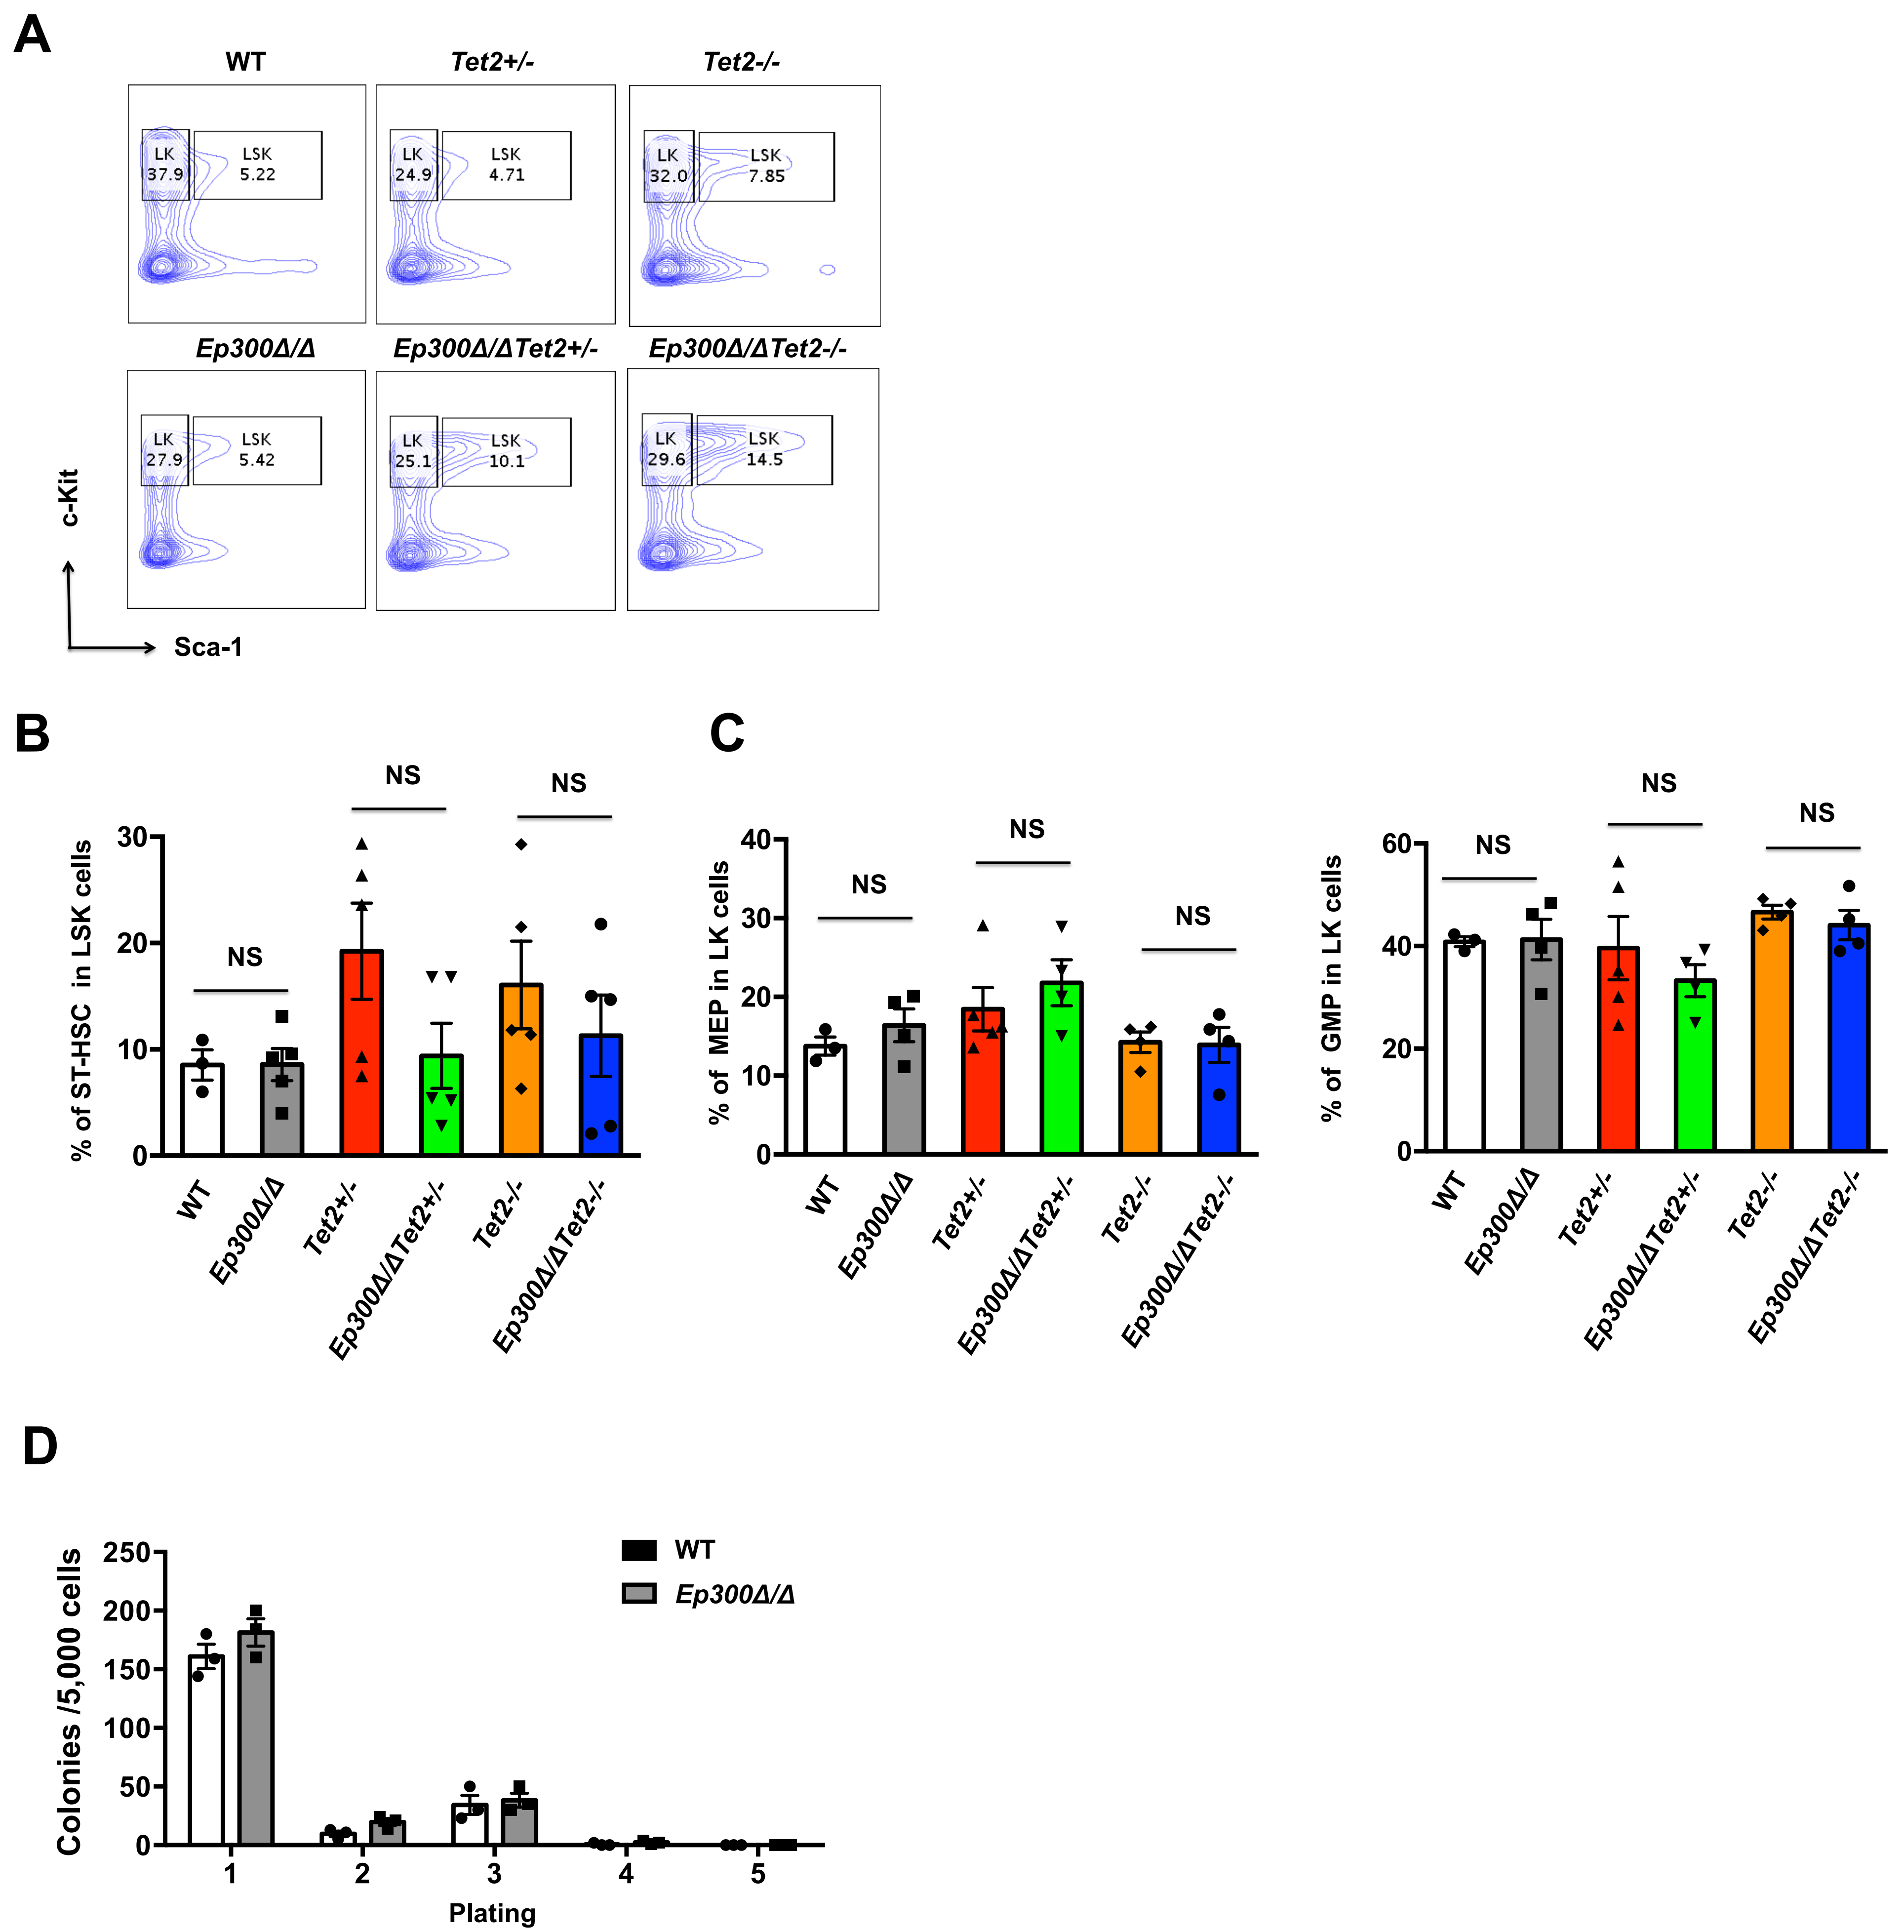 A
WT
Tet2+/-
Tet2-/-
LK
37.9
LSK
5.22
LK
24.9
LSK
4.71
LK
32.0
LSK
7.85
Ep300Δ/Δ
Ep300Δ/ΔTet2+/-
Ep300Δ/ΔTet2-/-
LK
27.9
LSK
5.42
LK
25.1
LSK
10.1
LK
29.6
LSK
14.5
c-Kit
Sca-1
B
% of ST-HSC in LSK cells
30
20
10
0
NS
NS
NS
WT
Ep300Δ/Δ
Tet2+/-
Ep300Δ/ΔTet2+/-
Tet2-/-
Ep300Δ/ΔTet2-/-
C
% of MEP in LK cells
40
30
20
10
0
NS
NS
NS
WT
Ep300Δ/Δ
Tet2+/-
Ep300Δ/ΔTet2+/-
Tet2-/-
Ep300Δ/ΔTet2-/-
% of GMP in LK cells
60
40
20
0
NS
NS
NS
WT
Ep300Δ/Δ
Tet2+/-
Ep300Δ/ΔTet2+/-
Tet2-/-
Ep300Δ/ΔTet2-/-
D
Colonies /5,000 cells
250
200
150
100
50
0
WT
Ep300Δ/Δ
1
2
3
4
5
Plating